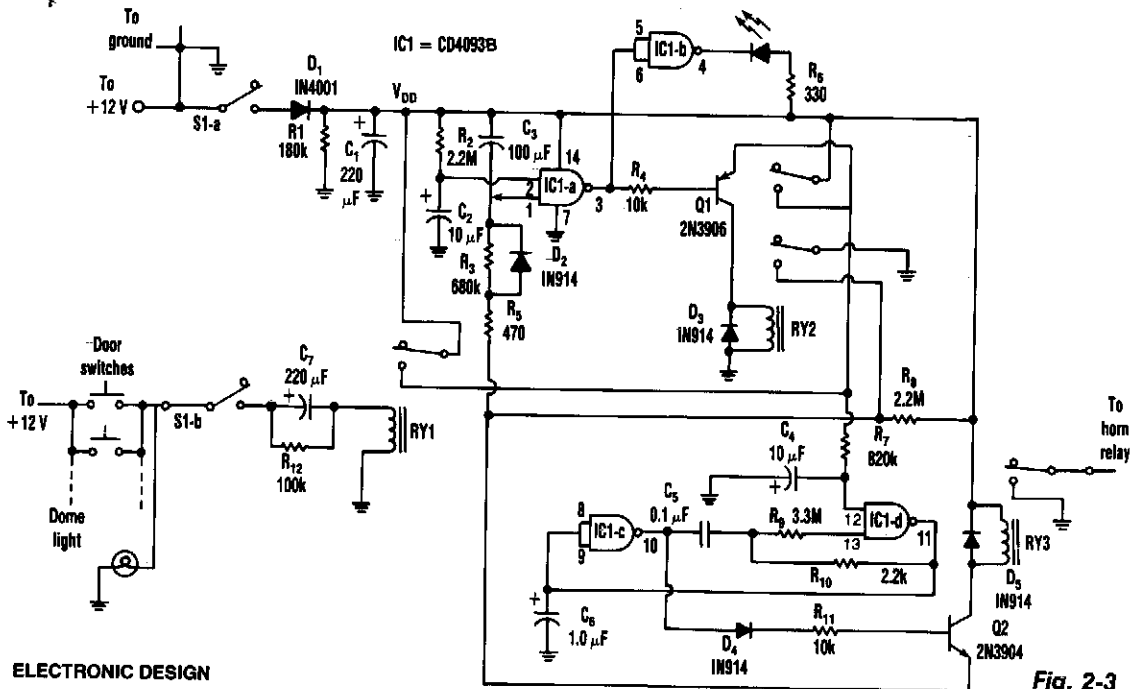 To
ground
IC1 = CD4093B
To
+12 V
S1-a
D1
IN4001
R1
180k
C1
220
µF
VDD
R2
2.2M
C3
100 µF
C2
10 µF
R3
680k
D2
IN914
R5
470
14
2
1
IC1-a
7
3
R4
10k
5
6
IC1-b
4
R6
330
Q1
2N3906
D3
IN914
RY2
Door
switches
To
+12 V
S1-b
C7
220 µF
R12
100k
RY1
Dome
light
R8
2.2M
R7
820k
C4
10 µF
To
horn
relay
8
9
IC1-c
10
C5
0.1 µF
R9
3.3M
12
13
IC1-d
11
R10
2.2k
RY3
D5
IN914
C6
1.0 µF
D4
IN914
R11
10k
Q2
2N3904
ELECTRONIC DESIGN
Fig. 2-3